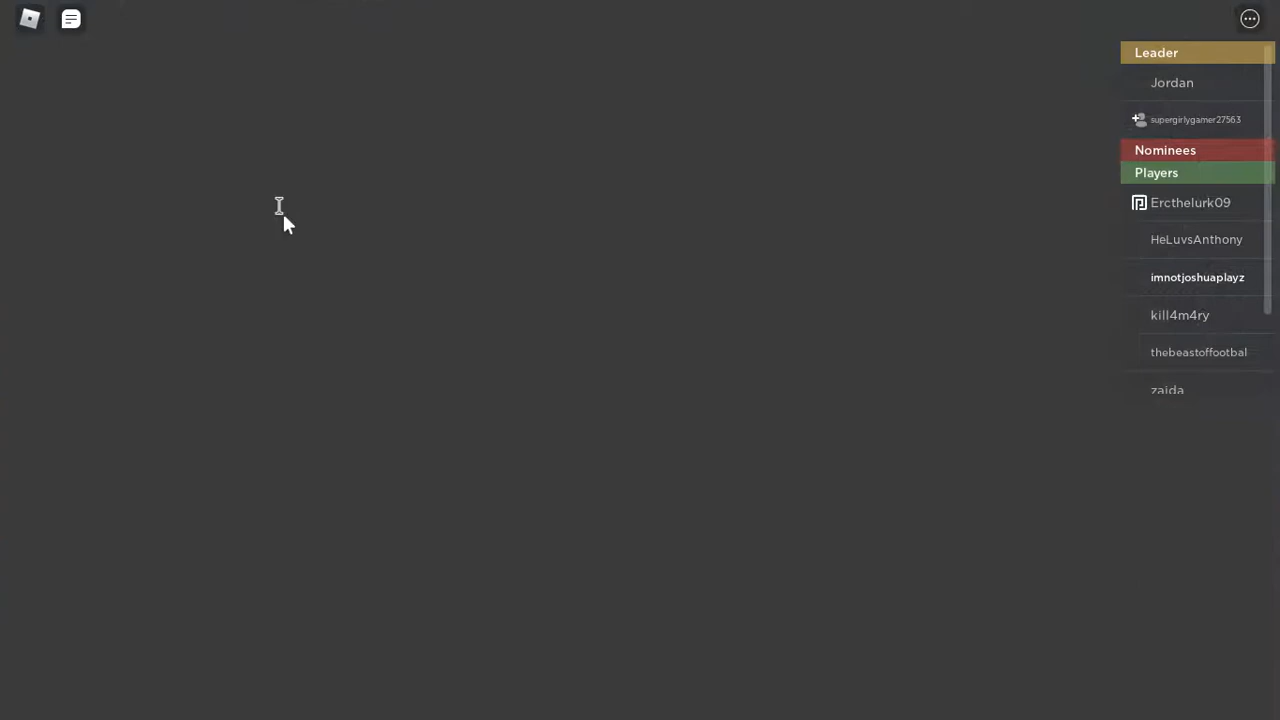 Leader
Jordan
supergirlygamer27563
Nominees
Players
Ercthelurk09
HeLuvsAnthony
imnotjoshuaplayz
kill4m4ry
thebeastoffootbal
zaida